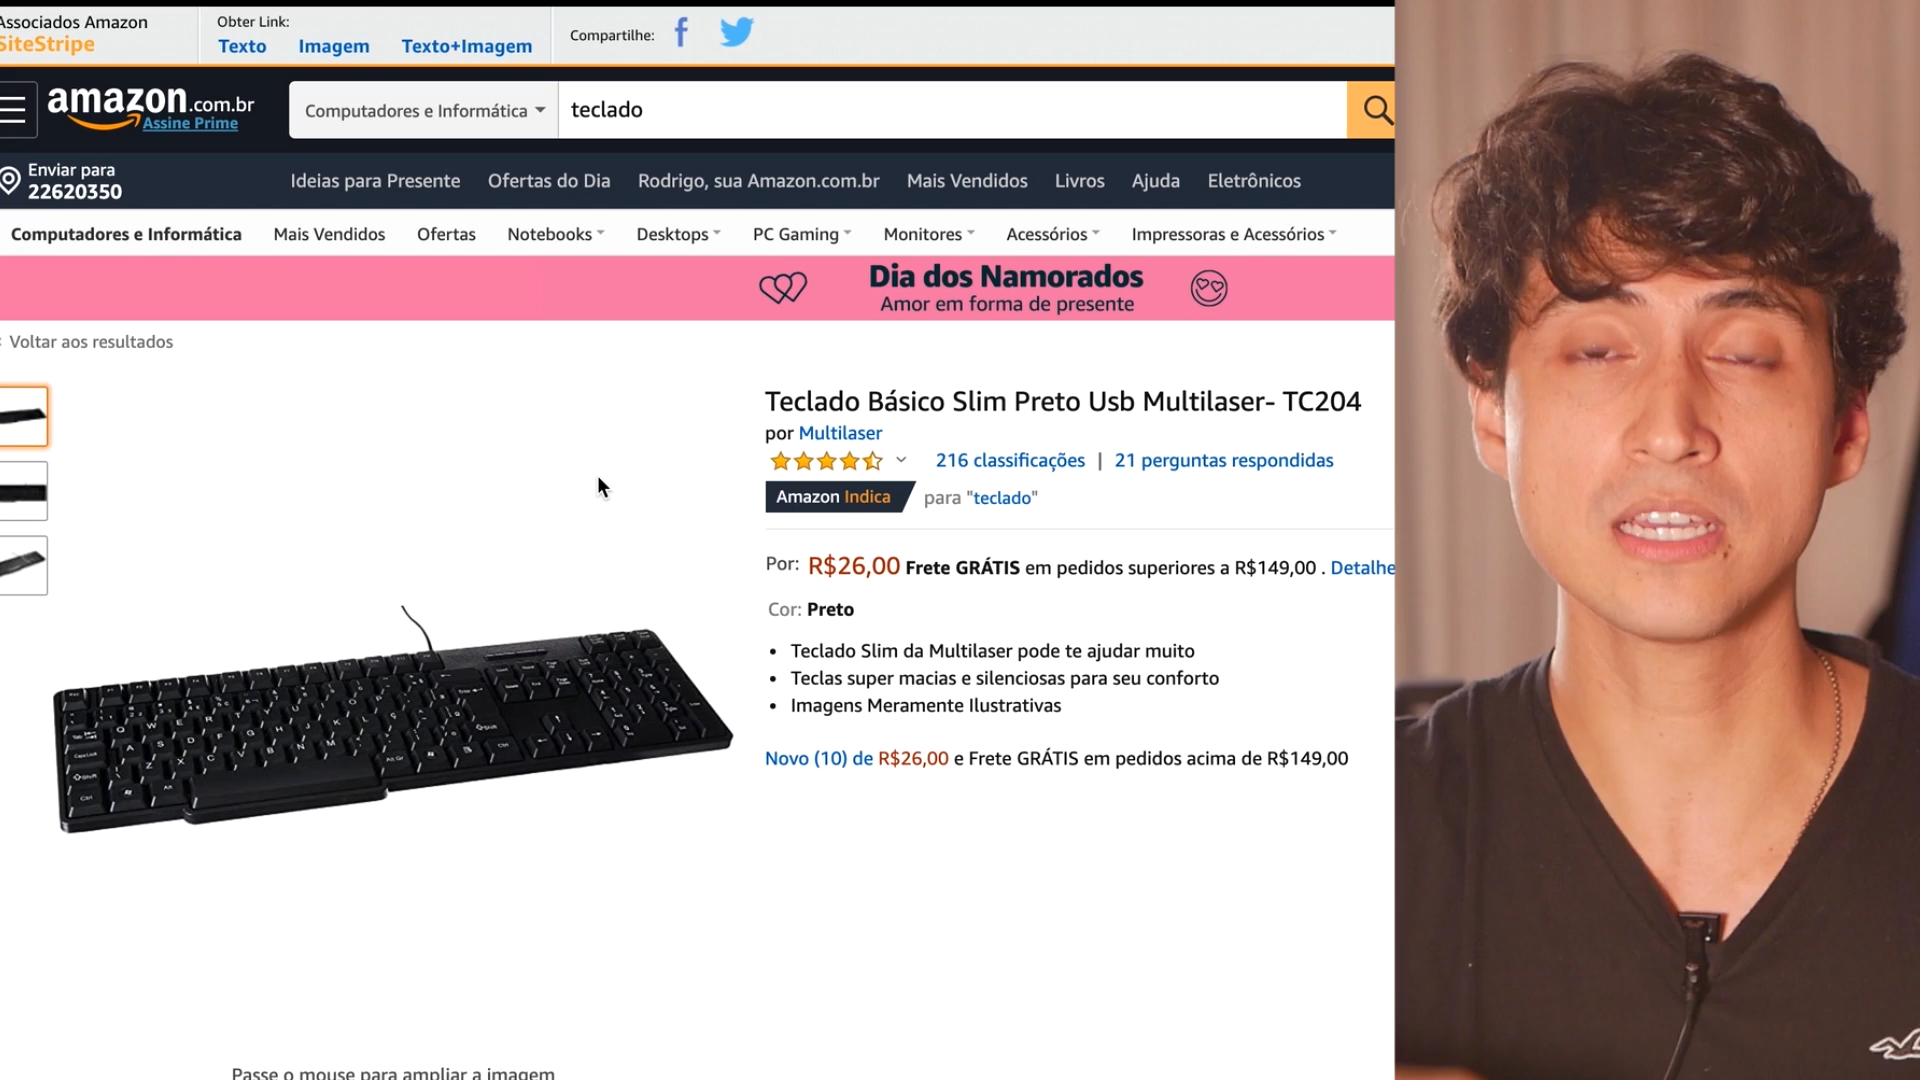 Associados Amazon
SiteStripe
Obter Link:
Texto Imagem Texto+Imagem
Compartilhe:
amazon.com.br
Assine Prime
Computadores e Informática
teclado
Enviar para
22620350
Ideias para Presente Ofertas do Dia Rodrigo, sua Amazon.com.br Mais Vendidos Livros Ajuda Eletrônicos
Computadores e Informática Mais Vendidos Ofertas Notebooks Desktops PC Gaming Monitores Acessórios Impressoras e Acessórios
Dia dos Namorados
Amor em forma de presente
Voltar aos resultados
Teclado Básico Slim Preto Usb Multilaser- TC204
por Multilaser
216 classificações | 21 perguntas respondidas
Amazon Indica para "teclado"
Por: R$26,00 Frete GRÁTIS em pedidos superiores a R$149,00 . Detalhe
Cor: Preto
• Teclado Slim da Multilaser pode te ajudar muito
• Teclas super macias e silenciosas para seu conforto
• Imagens Meramente Ilustrativas
Novo (10) de R$26,00 e Frete GRÁTIS em pedidos acima de R$149,00
Passe o mouse para ampliar a imagem